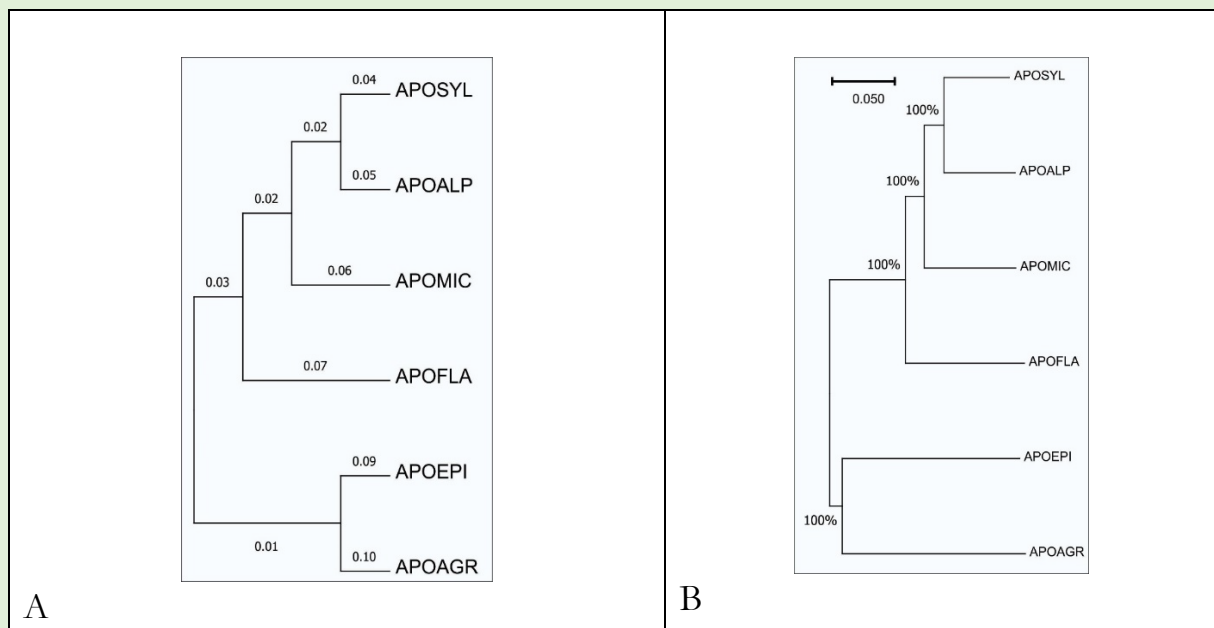 0.04
APOSYL
0.02
0.05
APOALP
0.02
0.06
APOMIC
0.03
0.07
APOFLA
0.09
APOEPI
0.01
0.10
APOAGR
A
0.050
APOSYL
100%
APOALP
100%
APOMIC
100%
APOFLA
APOEPI
100%
APOAGR
B